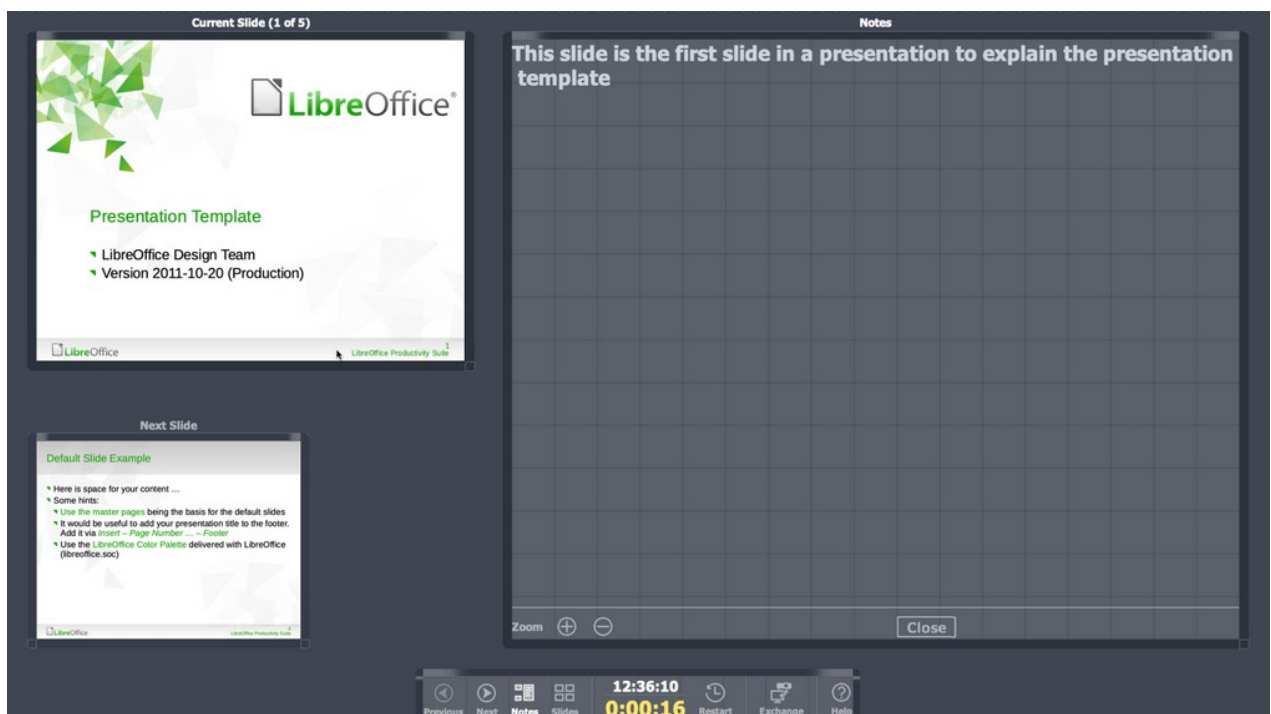 Current Slide (1 of 5)
LibreOffice®
Presentation Template
LibreOffice Design Team
Version 2011-10-20 (Production)
LibreOffice
LibreOffice Productivity Suite
1
Next Slide
Default Slide Example
Here is space for your content ...
Some hints:
Use the master pages being the basis for the default slides
It would be useful to add your presentation title to the footer.
Add it via Insert – Page Number ... – Footer
Use the LibreOffice Color Palette delivered with LibreOffice
(libreoffice.soc)
LibreOffice
LibreOffice Productivity Suite
2
Notes
This slide is the first slide in a presentation to explain the presentation
template
Zoom
Close
Previous
Next
Notes
Slides
12:36:10
0:00:16
Restart
Exchange
Help